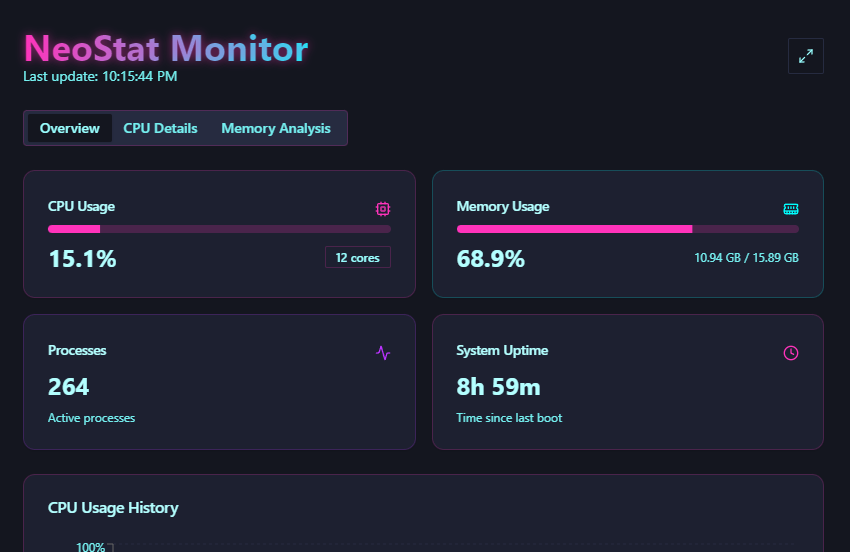 NeoStat Monitor
Last update: 10:15:44 PM
Overview CPU Details Memory Analysis
CPU Usage
15.1%
12 cores
Memory Usage
68.9%
10.94 GB / 15.89 GB
Processes
264
Active processes
System Uptime
8h 59m
Time since last boot
CPU Usage History
100%